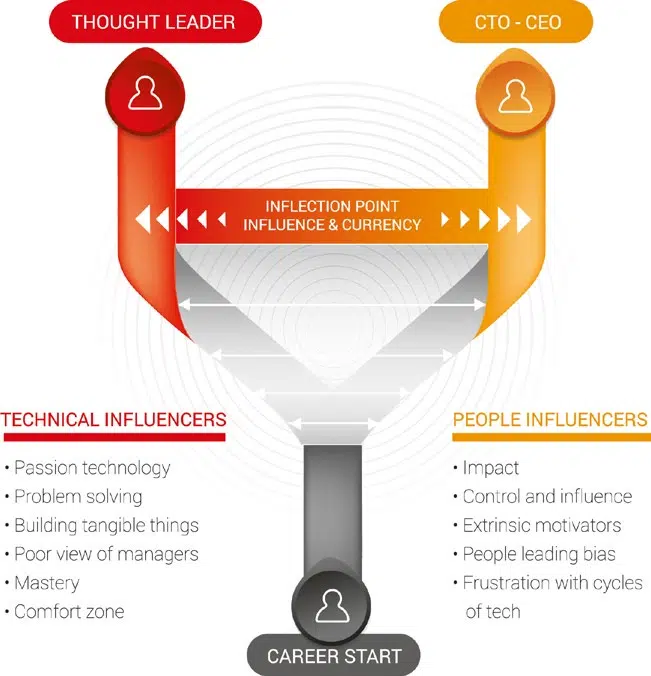 THOUGHT LEADER
CTO - CEO
INFLECTION POINT
INFLUENCE & CURRENCY
TECHNICAL INFLUENCERS
• Passion technology
• Problem solving
• Building tangible things
• Poor view of managers
• Mastery
• Comfort zone
PEOPLE INFLUENCERS
• Impact
• Control and influence
• Extrinsic motivators
• People leading bias
• Frustration with cycles
of tech
CAREER START